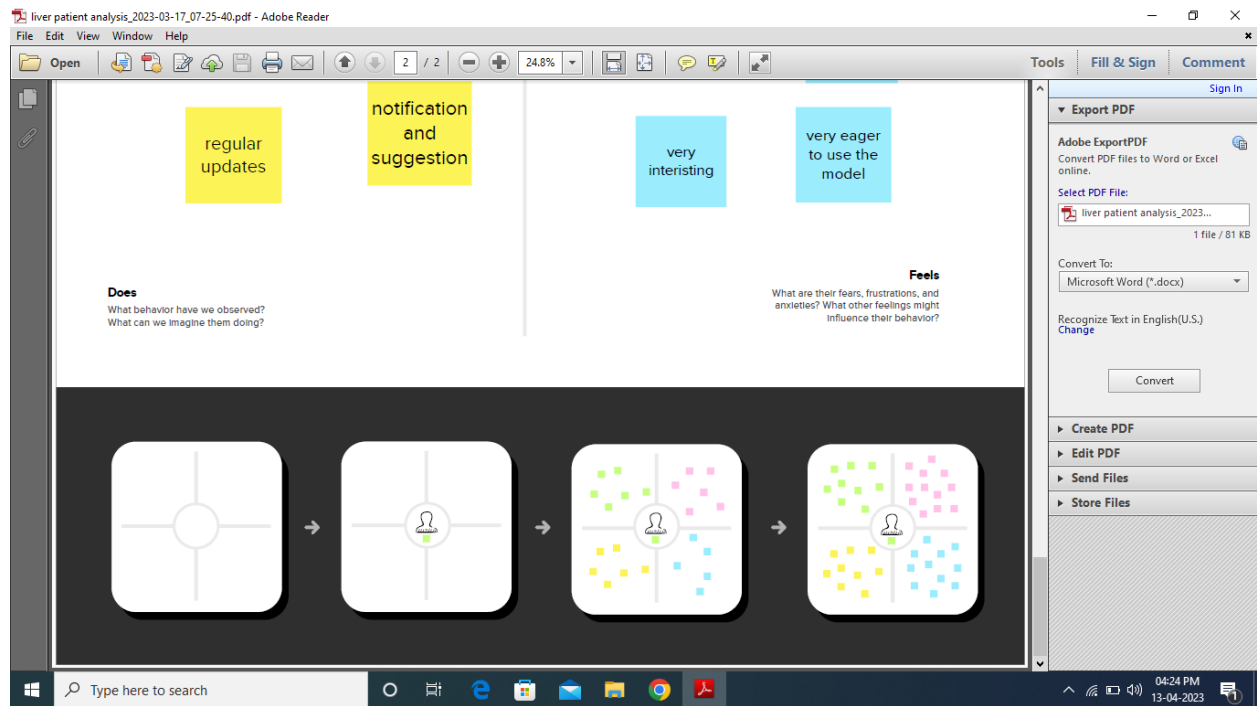 liver patient analysis_2023-03-17_07-25-40.pdf - Adobe Reader
File Edit View Window Help
Open
2 / 2
24.8%
Tools
Fill & Sign
Comment
regular
updates
notification
and
suggestion
very
interisting
very eager
to use the
model
Does
What behavior have we observed?
What can we imagine them doing?
Feels
What are their fears, frustrations, and
anxieties? What other feelings might
influence their behavior?
Sign In
Export PDF
Adobe ExportPDF
Convert PDF files to Word or Excel
online.
Select PDF File:
liver patient analysis_2023...
1 file / 81 KB
Convert To:
Microsoft Word (*.docx)
Recognize Text in English(U.S.)
Change
Convert
Create PDF
Edit PDF
Send Files
Store Files
Type here to search
04:24 PM
13-04-2023
1